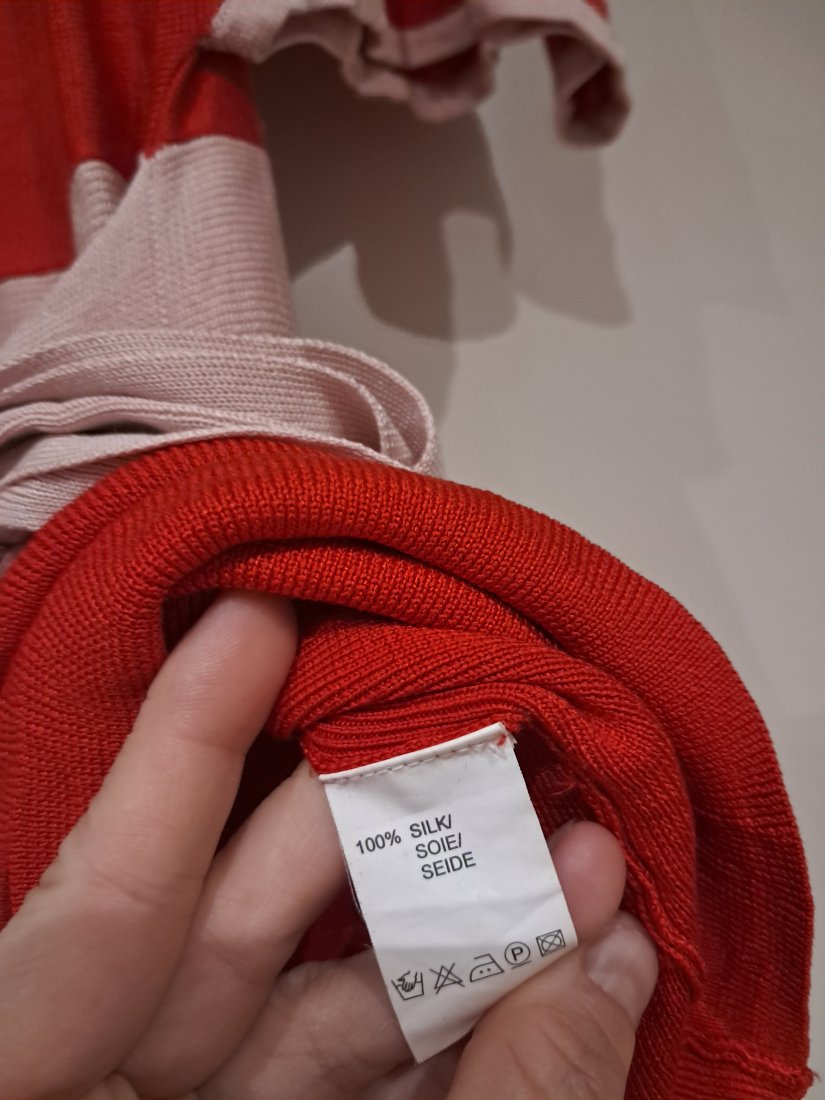 100% SILK/
SOIE/
SEIDE
P